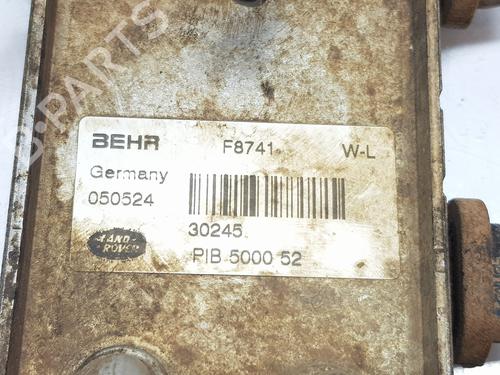 B-PARTS
BEHR F8741 W-L
Germany
050524
30245
LAND
ROVER
PIB 5000 52